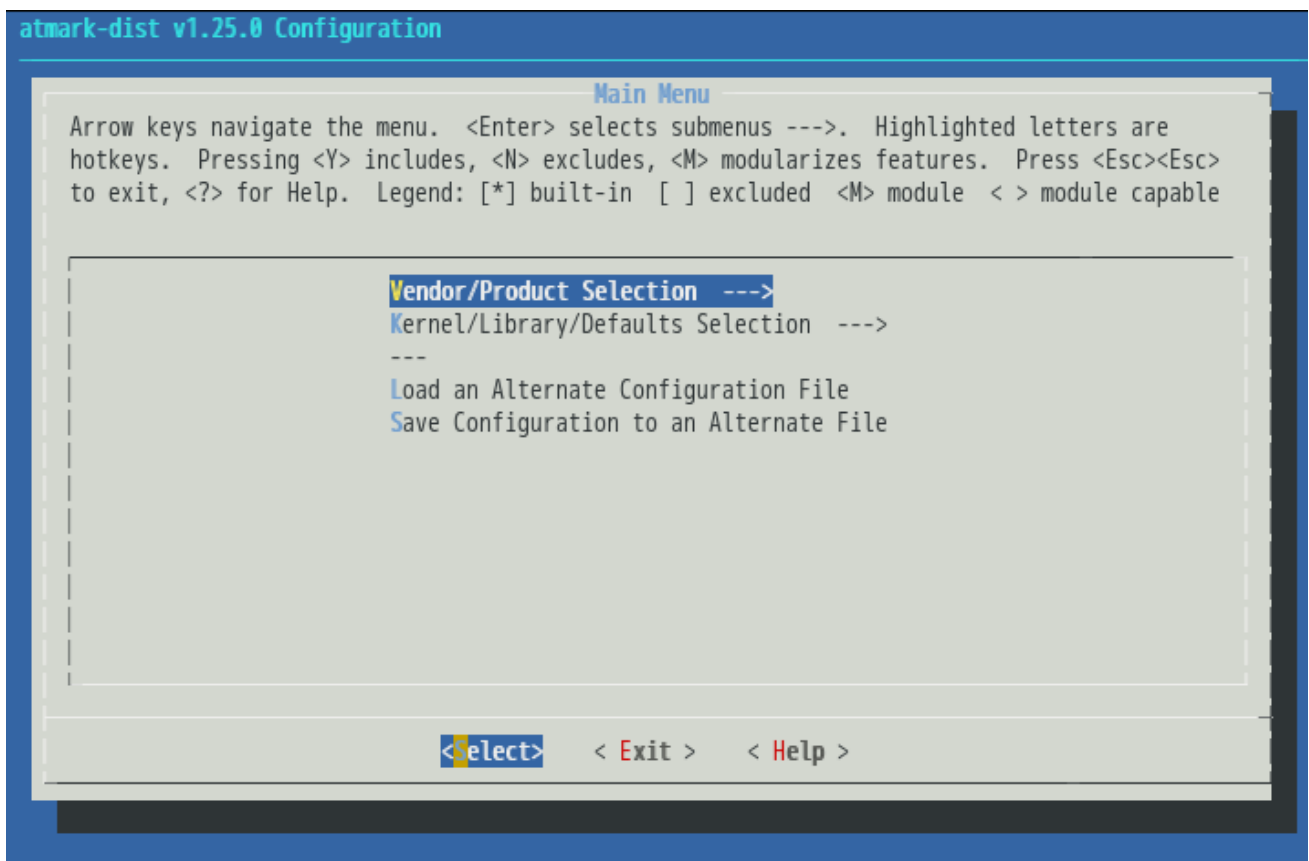 atmark-dist v1.25.0 Configuration
Main Menu
Arrow keys navigate the menu.  <Enter> selects submenus --->.  Highlighted letters are
hotkeys.  Pressing <Y> includes, <N> excludes, <M> modularizes features.  Press <Esc><Esc>
to exit, <?> for Help.  Legend: [*] built-in  [ ] excluded  <M> module  < > module capable
Vendor/Product Selection  --->
Kernel/Library/Defaults Selection  --->
---
Load an Alternate Configuration File
Save Configuration to an Alternate File
<Select>    < Exit >    < Help >